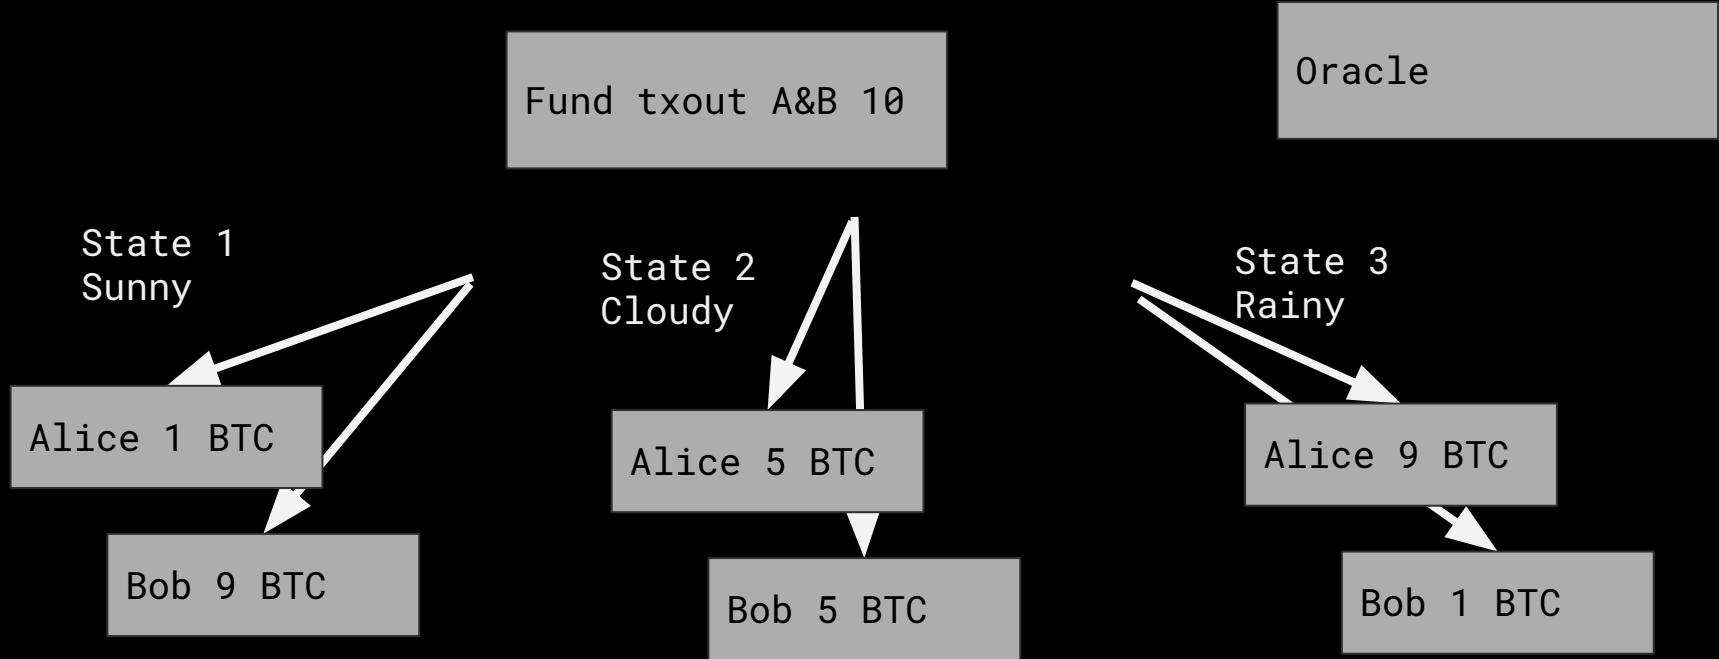 Fund txout A&B 10
Oracle
State 1
Sunny
State 2
Cloudy
State 3
Rainy
Alice 1 BTC
Bob 9 BTC
Alice 5 BTC
Bob 5 BTC
Alice 9 BTC
Bob 1 BTC